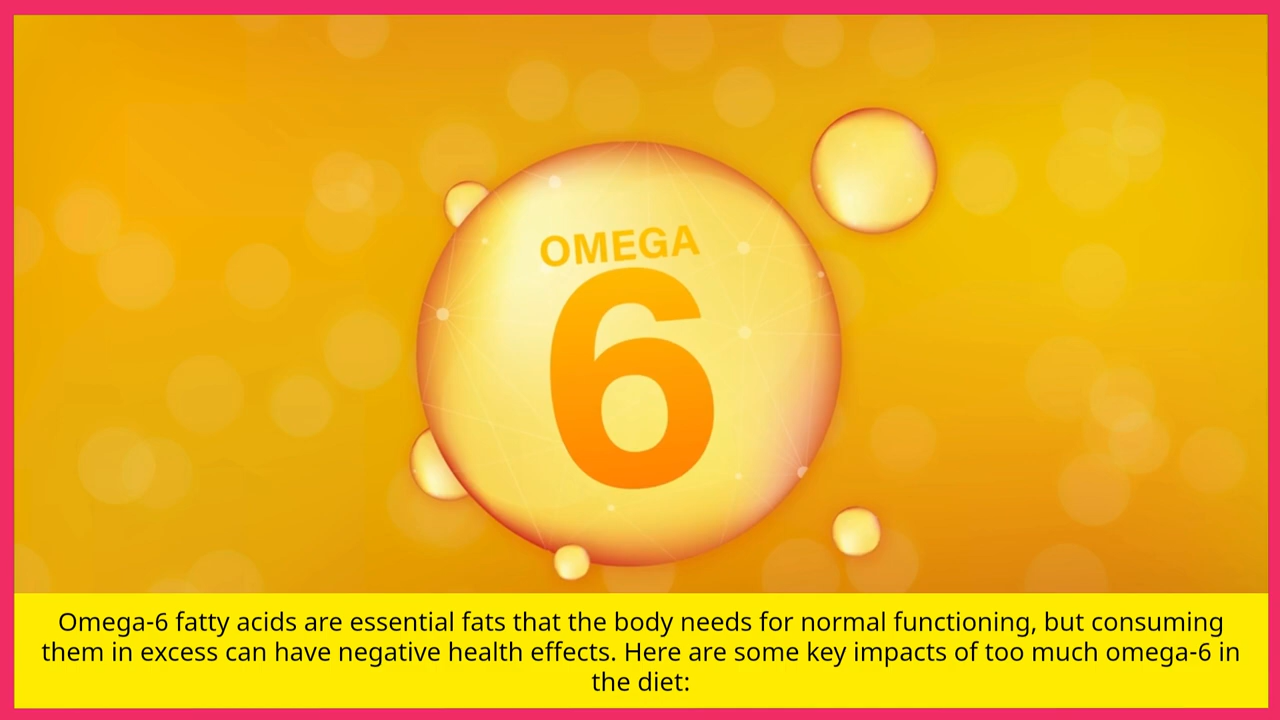 OMEGA
6
Omega-6 fatty acids are essential fats that the body needs for normal functioning, but consuming
them in excess can have negative health effects. Here are some key impacts of too much omega-6 in
the diet: